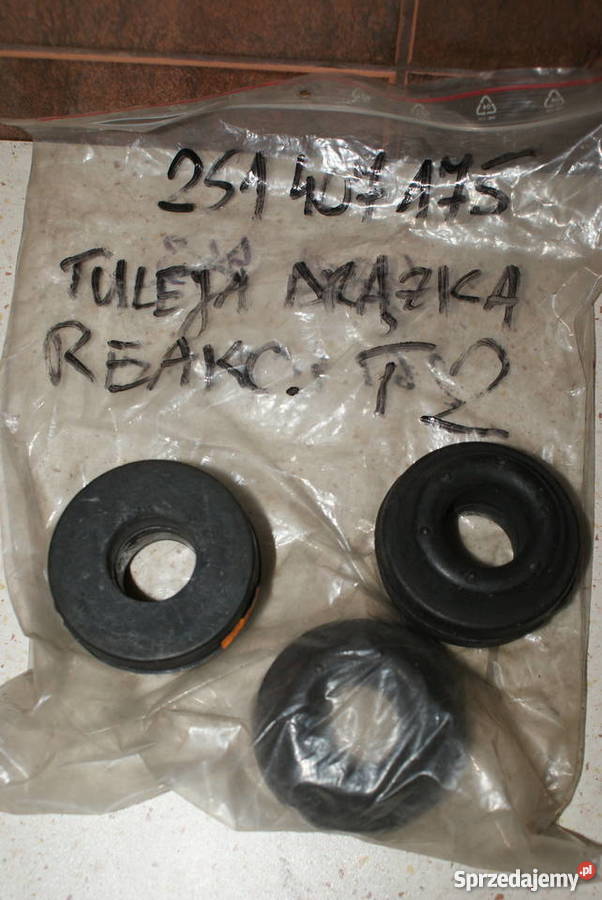 251 407 175
TULEJA DRĄŻKA
REAKC. T2
Sprzedajemy.pl